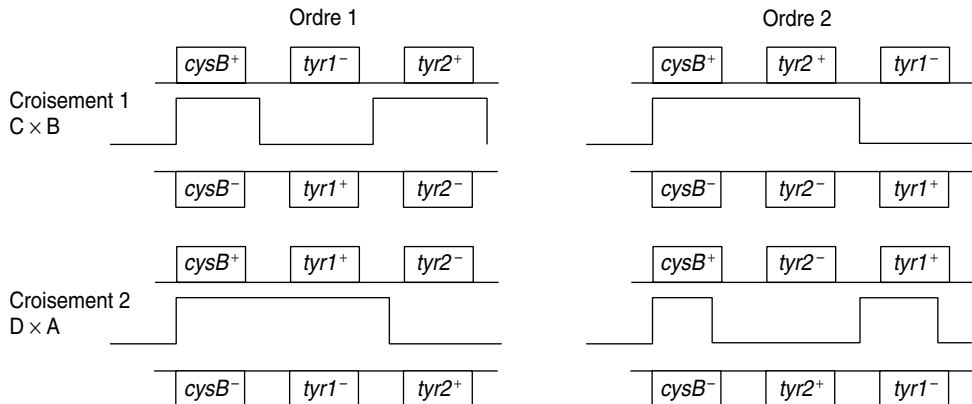 Ordre 1 Ordre 2
cysB⁺ tyr1⁻ tyr2⁺ cysB⁺ tyr2⁺ tyr1⁻
Croisement 1
C × B
cysB⁻ tyr1⁺ tyr2⁻ cysB⁻ tyr2⁻ tyr1⁺
cysB⁺ tyr1⁺ tyr2⁻ cysB⁺ tyr2⁻ tyr1⁺
Croisement 2
D × A
cysB⁻ tyr1⁻ tyr2⁺ cysB⁻ tyr2⁺ tyr1⁻